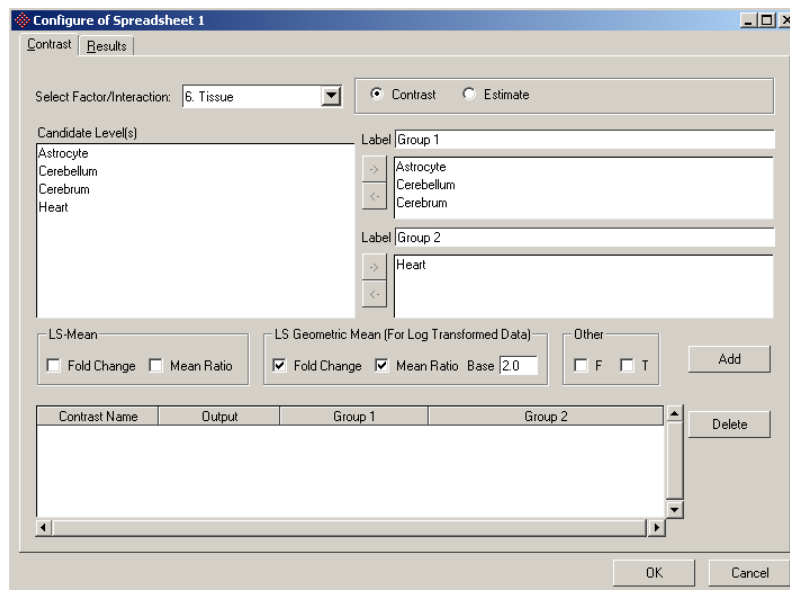 Configure of Spreadsheet 1
Contrast Results
Select Factor/Interaction: 6. Tissue
Contrast Estimate
Candidate Level(s)
Astrocyte
Cerebellum
Cerebrum
Heart
Label Group 1
->
<-
Astrocyte
Cerebellum
Cerebrum
Label Group 2
->
<-
Heart
LS-Mean
Fold Change Mean Ratio
LS Geometric Mean (For Log Transformed Data)
Fold Change Mean Ratio Base 2.0
Other
F T
Add
Contrast Name Output Group 1 Group 2
Delete
OK Cancel